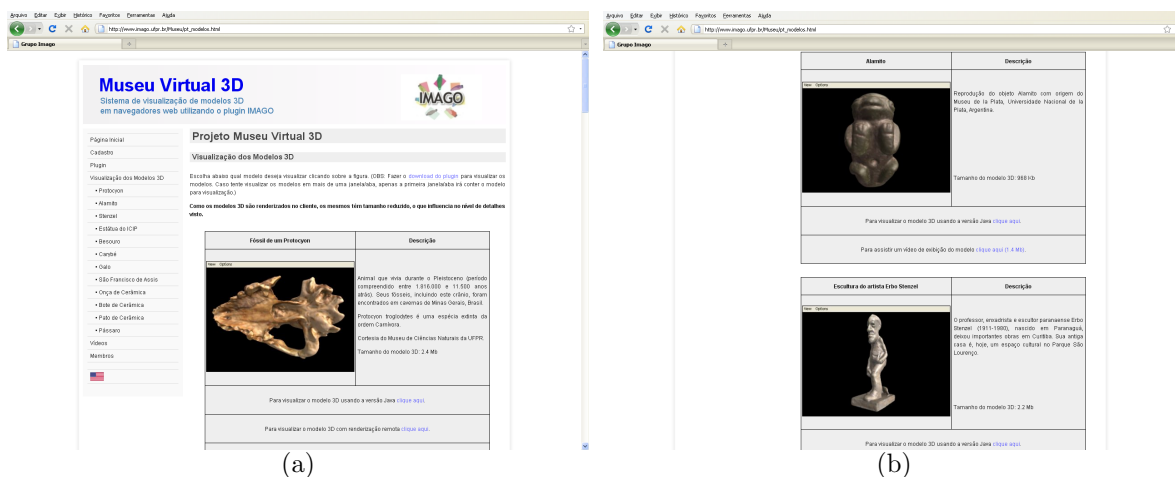 Arquivo Editar Exibir Histórico Favoritos Ferramentas Ajuda
http://www.imago.ufpr.br/Museu/pt_modelos.html
Grupo Imago
Museu Virtual 3D
Sistema de visualização de modelos 3D
em navegadores web utilizando o plugin IMAGO
IMAGO
Página Inicial
Cadastro
Plugin
Visualização dos Modelos 3D
• Protocyon
• Alamito
• Stenzel
• Estátua do ICIP
• Besouro
• Caribé
• Galo
• São Francisco de Assis
• Onça de Cerâmica
• Bote de Cerâmica
• Pato de Cerâmica
• Pássaro
Vídeos
Membros
Projeto Museu Virtual 3D
Visualização dos Modelos 3D
Escolha abaixo qual modelo deseja visualizar clicando sobre a figura. (OBS: Fazer o download do plugin para visualizar os
modelos. Caso tente visualizar os modelos em mais de uma janela/aba, apenas a primeira janela/aba irá conter o modelo
para visualização.)
Como os modelos 3D são renderizados no cliente, os mesmos têm tamanho reduzido, o que influencia no nível de detalhes
visto.
Fóssil de um Protocyon
Descrição
View Options
Animal que vivia durante o Pleistoceno (período
compreendido entre 1.816.000 e 11.500 anos
atrás). Seus fósseis, incluindo este crânio, foram
encontrados em cavernas de Minas Gerais, Brasil.
Protocyon troglodytes é uma espécia extinta da
ordem Carnivora.
Cortesia do Museu de Ciências Naturais da UFPR.
Tamanho do modelo 3D: 2.4 Mb
Para visualizar o modelo 3D usando a versão Java clique aqui.
Para visualizar o modelo 3D com renderização remota clique aqui.
(a)
Arquivo Editar Exibir Histórico Favoritos Ferramentas Ajuda
http://www.imago.ufpr.br/Museu/pt_modelos.html
Grupo Imago
Alamito
Descrição
View Options
Reprodução do objeto Alamito com origem do
Museu de la Plata, Universidade Nacional de la
Plata, Argentina.
Tamanho do modelo 3D: 968 Kb
Para visualizar o modelo 3D usando a versão Java clique aqui.
Para assistir um vídeo de exibição do modelo clique aqui (1.4 Mb).
Escultura do artista Erbo Stenzel
Descrição
View Options
O professor, enxadrista e escultor paranaense Erbo
Stenzel (1911-1980), nascido em Paranaguá,
deixou importantes obras em Curitiba. Sua antiga
casa é, hoje, um espaço cultural no Parque São
Lourenço.
Tamanho do modelo 3D: 2.2 Mb
Para visualizar o modelo 3D usando a versão Java clique aqui.
(b)